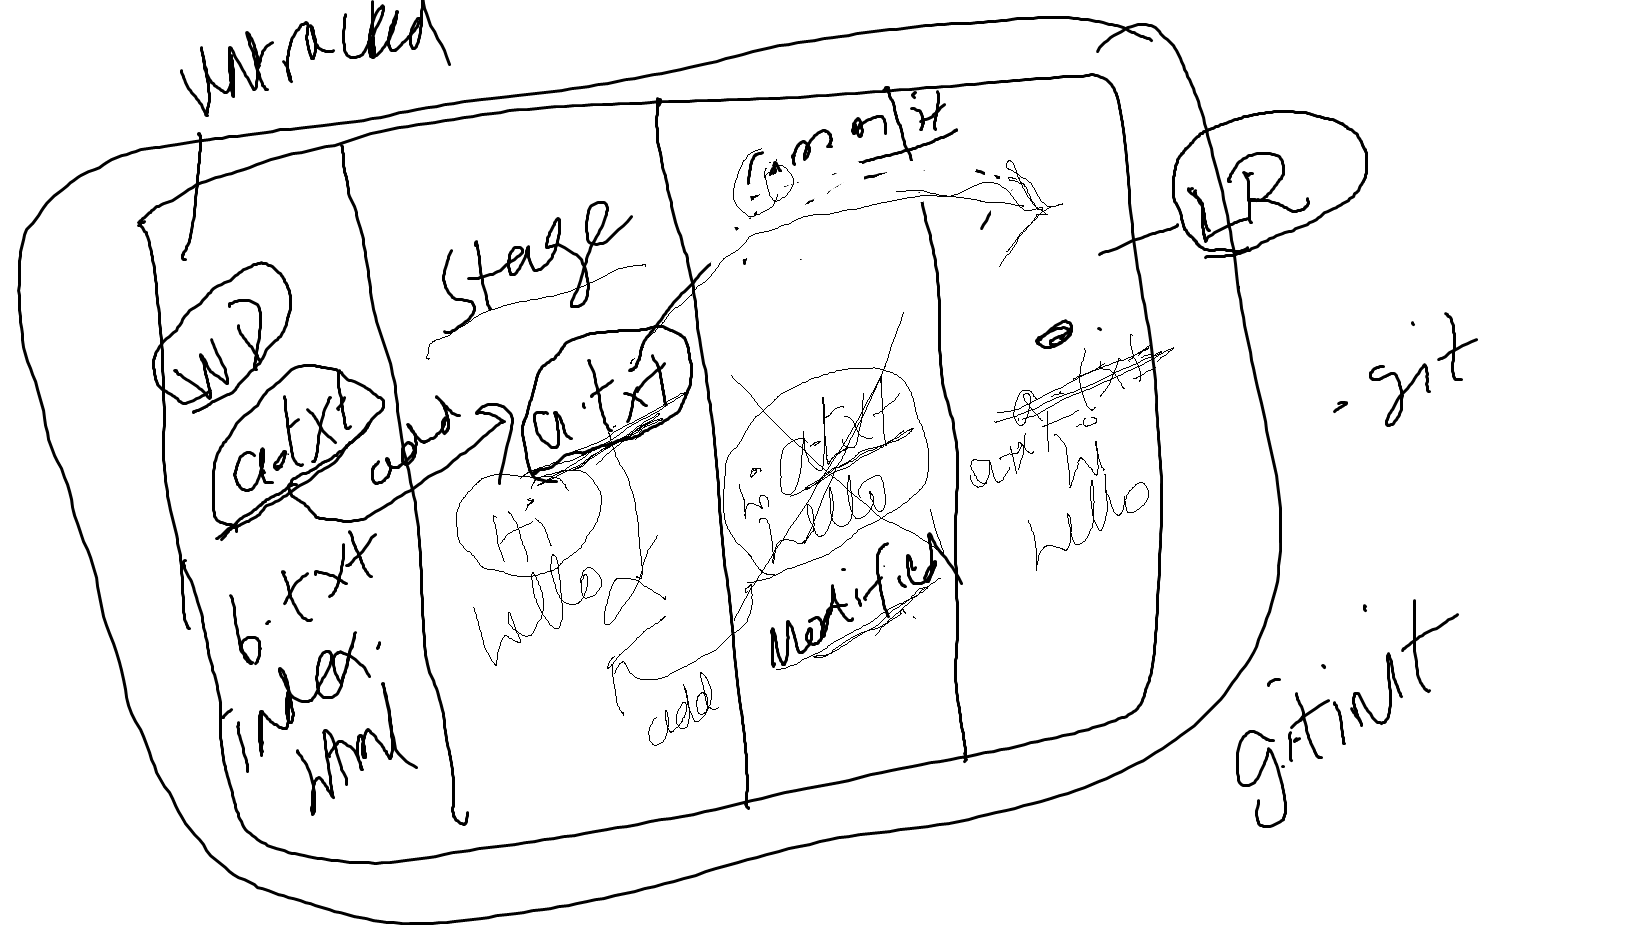 untracked
commit
LR
stage
WD
a.txt
add
a.txt
Hi
hello
b.txt
index.
html
hi
a.txt
hello
Modified
add
a.txt
a.txt
hi
hello
.git
git init